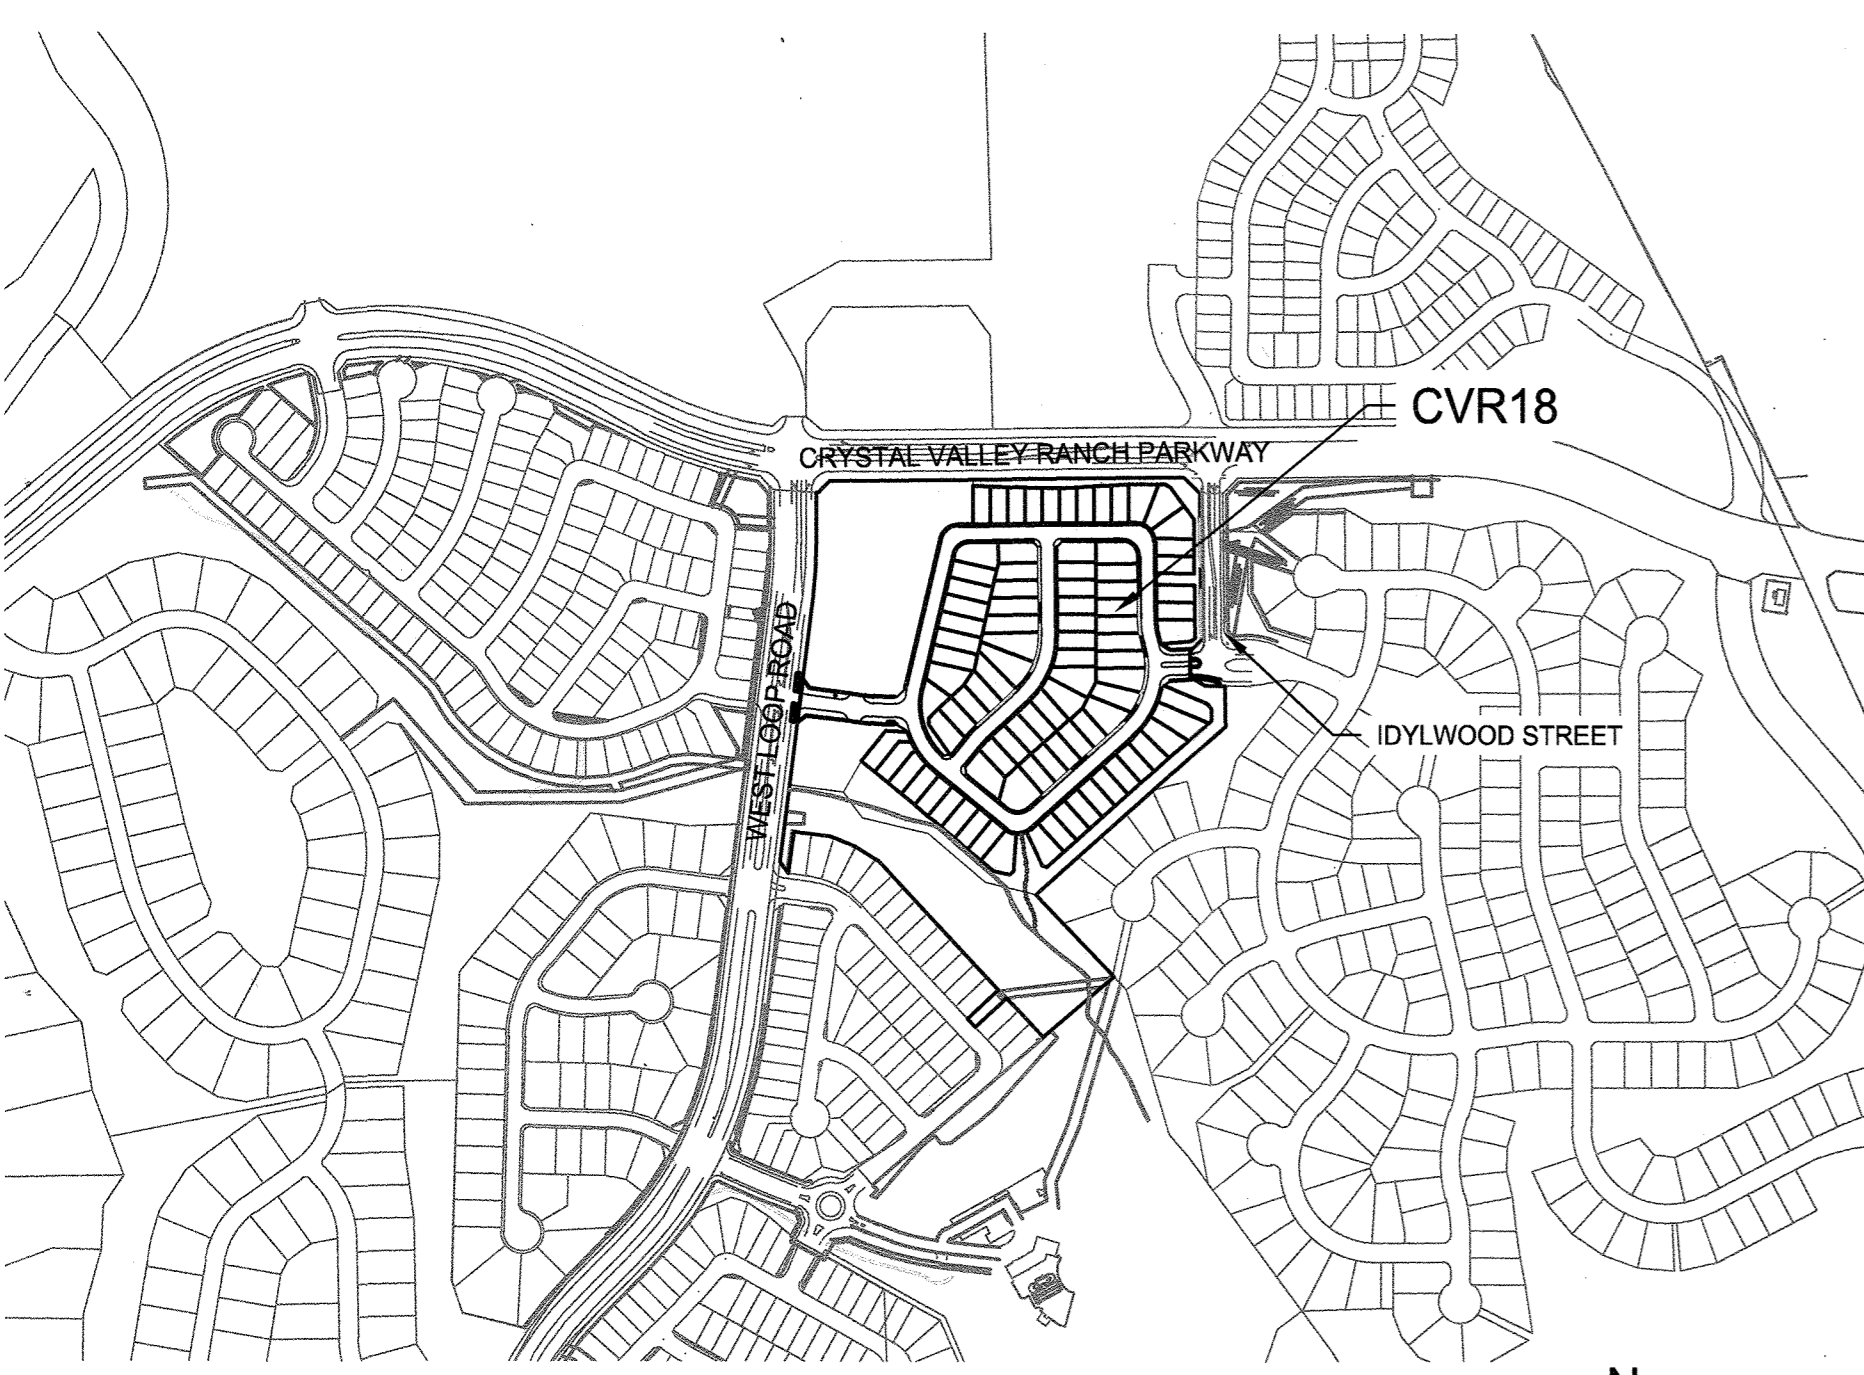 CVR18
CRYSTAL VALLEY RANCH PARKWAY
WEST LOOP ROAD
IDYLWOOD STREET
N